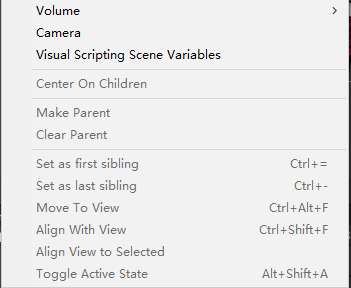 Volume
Camera
Visual Scripting Scene Variables
Center On Children
Make Parent
Clear Parent
Set as first sibling Ctrl+=
Set as last sibling Ctrl+-
Move To View Ctrl+Alt+F
Align With View Ctrl+Shift+F
Align View to Selected
Toggle Active State Alt+Shift+A